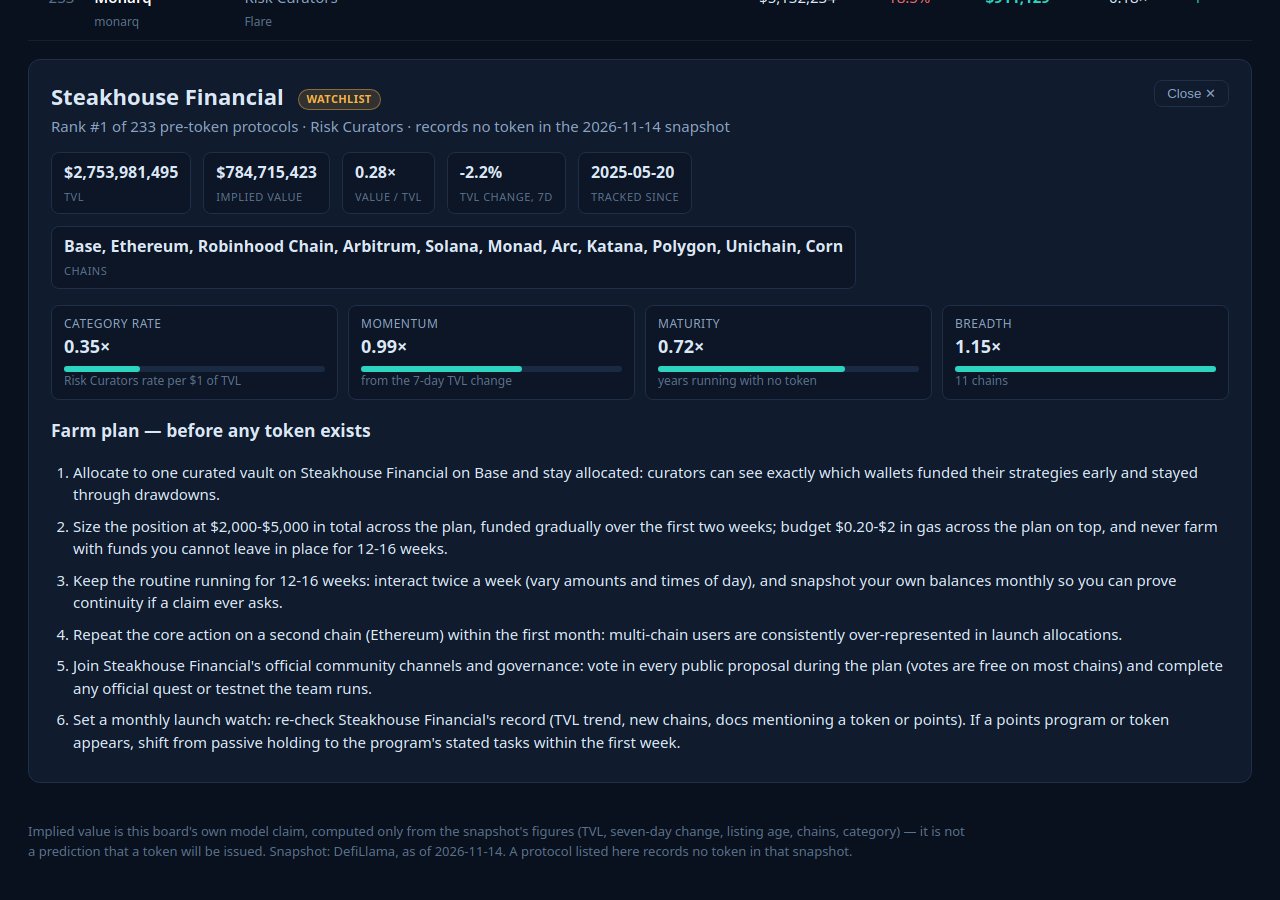 monarq
Flare
Steakhouse Financial WATCHLIST Close ✕
Rank #1 of 233 pre-token protocols · Risk Curators · records no token in the 2026-11-14 snapshot
$2,753,981,495 $784,715,423 0.28× -2.2% 2025-05-20
TVL IMPLIED VALUE VALUE / TVL TVL CHANGE, 7D TRACKED SINCE
Base, Ethereum, Robinhood Chain, Arbitrum, Solana, Monad, Arc, Katana, Polygon, Unichain, Corn
CHAINS
CATEGORY RATE MOMENTUM MATURITY BREADTH
0.35× 0.99× 0.72× 1.15×
Risk Curators rate per $1 of TVL from the 7-day TVL change years running with no token 11 chains
Farm plan — before any token exists
1. Allocate to one curated vault on Steakhouse Financial on Base and stay allocated: curators can see exactly which wallets funded their strategies early and stayed
through drawdowns.
2. Size the position at $2,000-$5,000 in total across the plan, funded gradually over the first two weeks; budget $0.20-$2 in gas across the plan on top, and never farm
with funds you cannot leave in place for 12-16 weeks.
3. Keep the routine running for 12-16 weeks: interact twice a week (vary amounts and times of day), and snapshot your own balances monthly so you can prove
continuity if a claim ever asks.
4. Repeat the core action on a second chain (Ethereum) within the first month: multi-chain users are consistently over-represented in launch allocations.
5. Join Steakhouse Financial's official community channels and governance: vote in every public proposal during the plan (votes are free on most chains) and complete
any official quest or testnet the team runs.
6. Set a monthly launch watch: re-check Steakhouse Financial's record (TVL trend, new chains, docs mentioning a token or points). If a points program or token
appears, shift from passive holding to the program's stated tasks within the first week.
Implied value is this board's own model claim, computed only from the snapshot's figures (TVL, seven-day change, listing age, chains, category) — it is not
a prediction that a token will be issued. Snapshot: DefiLlama, as of 2026-11-14. A protocol listed here records no token in that snapshot.